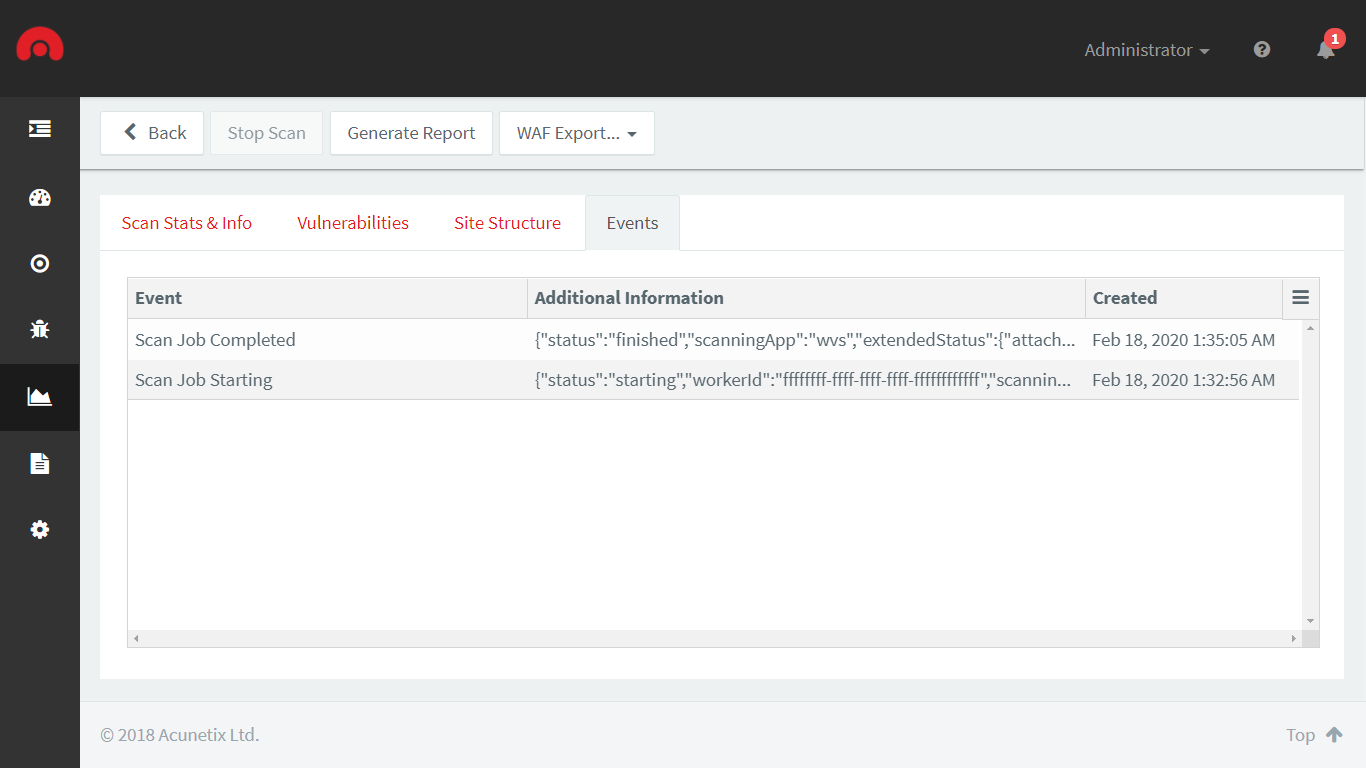 Administrator
1
Back Stop Scan Generate Report WAF Export...
Scan Stats & Info Vulnerabilities Site Structure Events
Event Additional Information Created
Scan Job Completed {"status":"finished","scanningApp":"wvs","extendedStatus":{"attach... Feb 18, 2020 1:35:05 AM
Scan Job Starting {"status":"starting","workerId":"ffffffff-ffff-ffff-ffff-ffffffffffff","scannin... Feb 18, 2020 1:32:56 AM
© 2018 Acunetix Ltd. Top